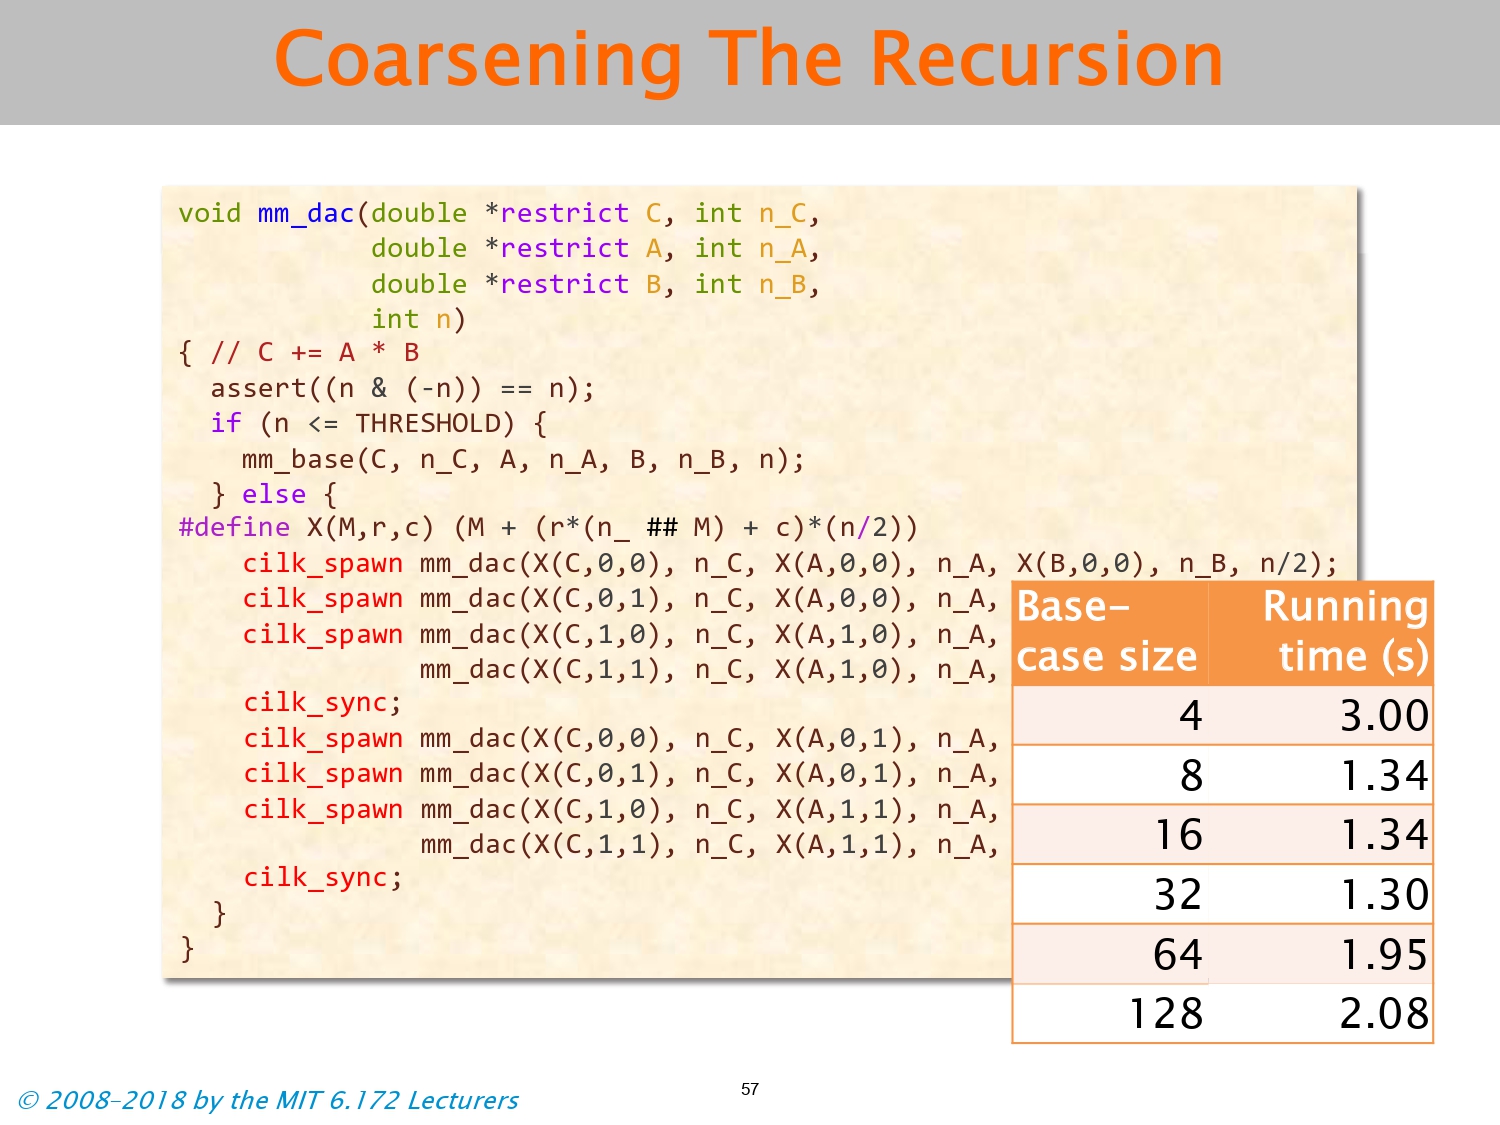 Coarsening The Recursion
void mm_dac(double *restrict C, int n_C,
            double *restrict A, int n_A,
            double *restrict B, int n_B,
            int n)
{ // C += A * B
  assert((n & (-n)) == n);
  if (n <= THRESHOLD) {
    mm_base(C, n_C, A, n_A, B, n_B, n);
  } else {
#define X(M,r,c) (M + (r*(n_ ## M) + c)*(n/2))
    cilk_spawn mm_dac(X(C,0,0), n_C, X(A,0,0), n_A, X(B,0,0), n_B, n/2);
    cilk_spawn mm_dac(X(C,0,1), n_C, X(A,0,0), n_A,
    cilk_spawn mm_dac(X(C,1,0), n_C, X(A,1,0), n_A,
               mm_dac(X(C,1,1), n_C, X(A,1,0), n_A,
    cilk_sync;
    cilk_spawn mm_dac(X(C,0,0), n_C, X(A,0,1), n_A,
    cilk_spawn mm_dac(X(C,0,1), n_C, X(A,0,1), n_A,
    cilk_spawn mm_dac(X(C,1,0), n_C, X(A,1,1), n_A,
               mm_dac(X(C,1,1), n_C, X(A,1,1), n_A,
    cilk_sync;
  }
}
Base- Running
case size time (s)
4 3.00
8 1.34
16 1.34
32 1.30
64 1.95
128 2.08
© 2008–2018 by the MIT 6.172 Lecturers
57